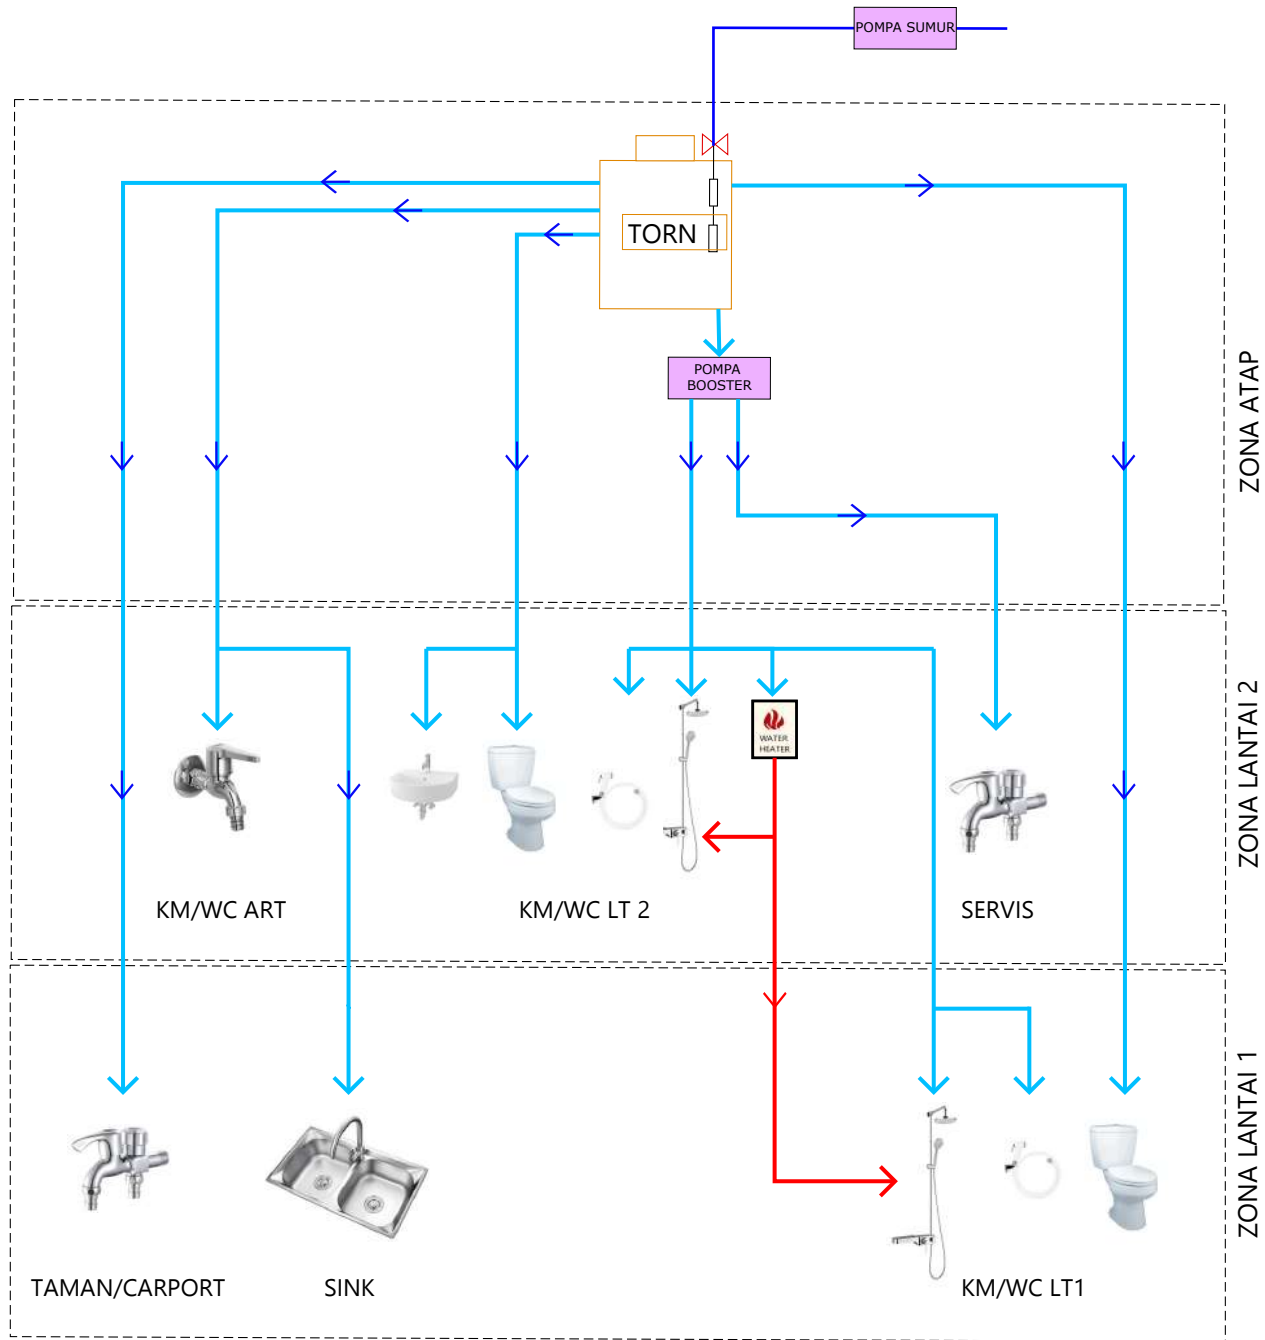 POMPA SUMUR
TORN
POMPA
BOOSTER
ZONA ATAP
WATER
HEATER
KM/WC ART
KM/WC LT 2
SERVIS
ZONA LANTAI 2
TAMAN/CARPORT
SINK
KM/WC LT1
ZONA LANTAI 1